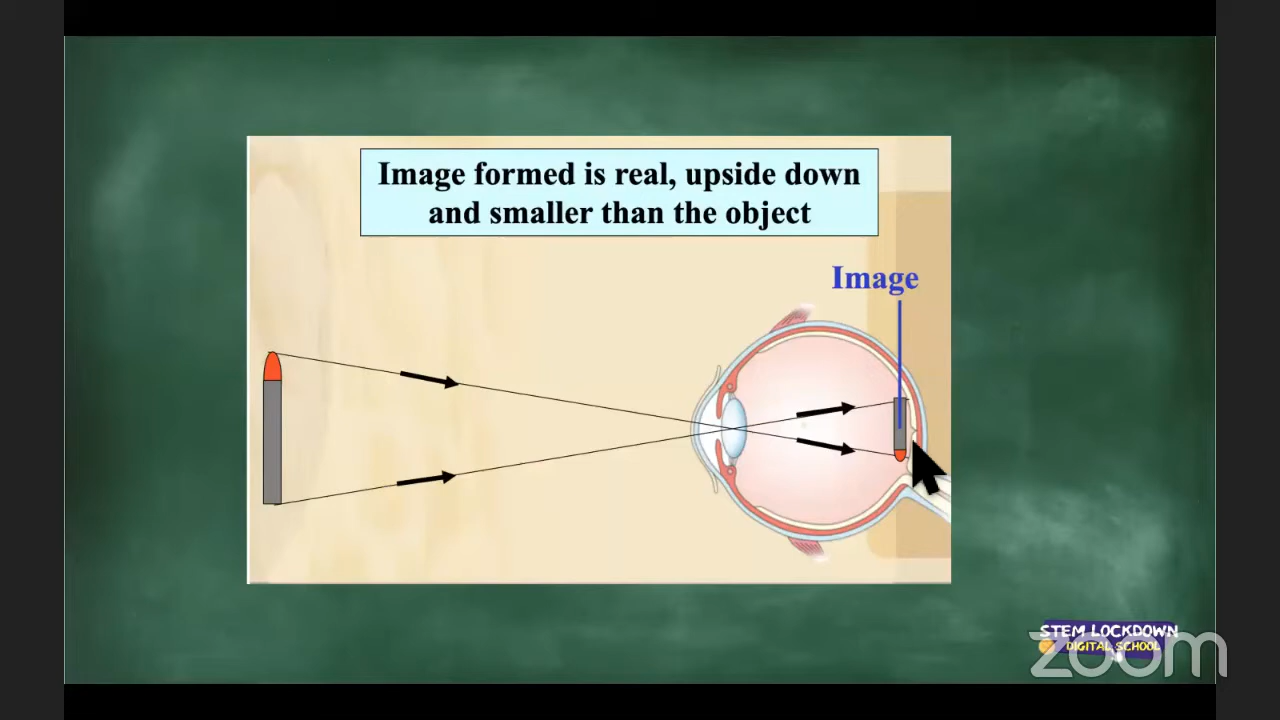 Image formed is real, upside down
and smaller than the object
Image
STEM LOCKDOWN
DIGITAL SCHOOL
zoom